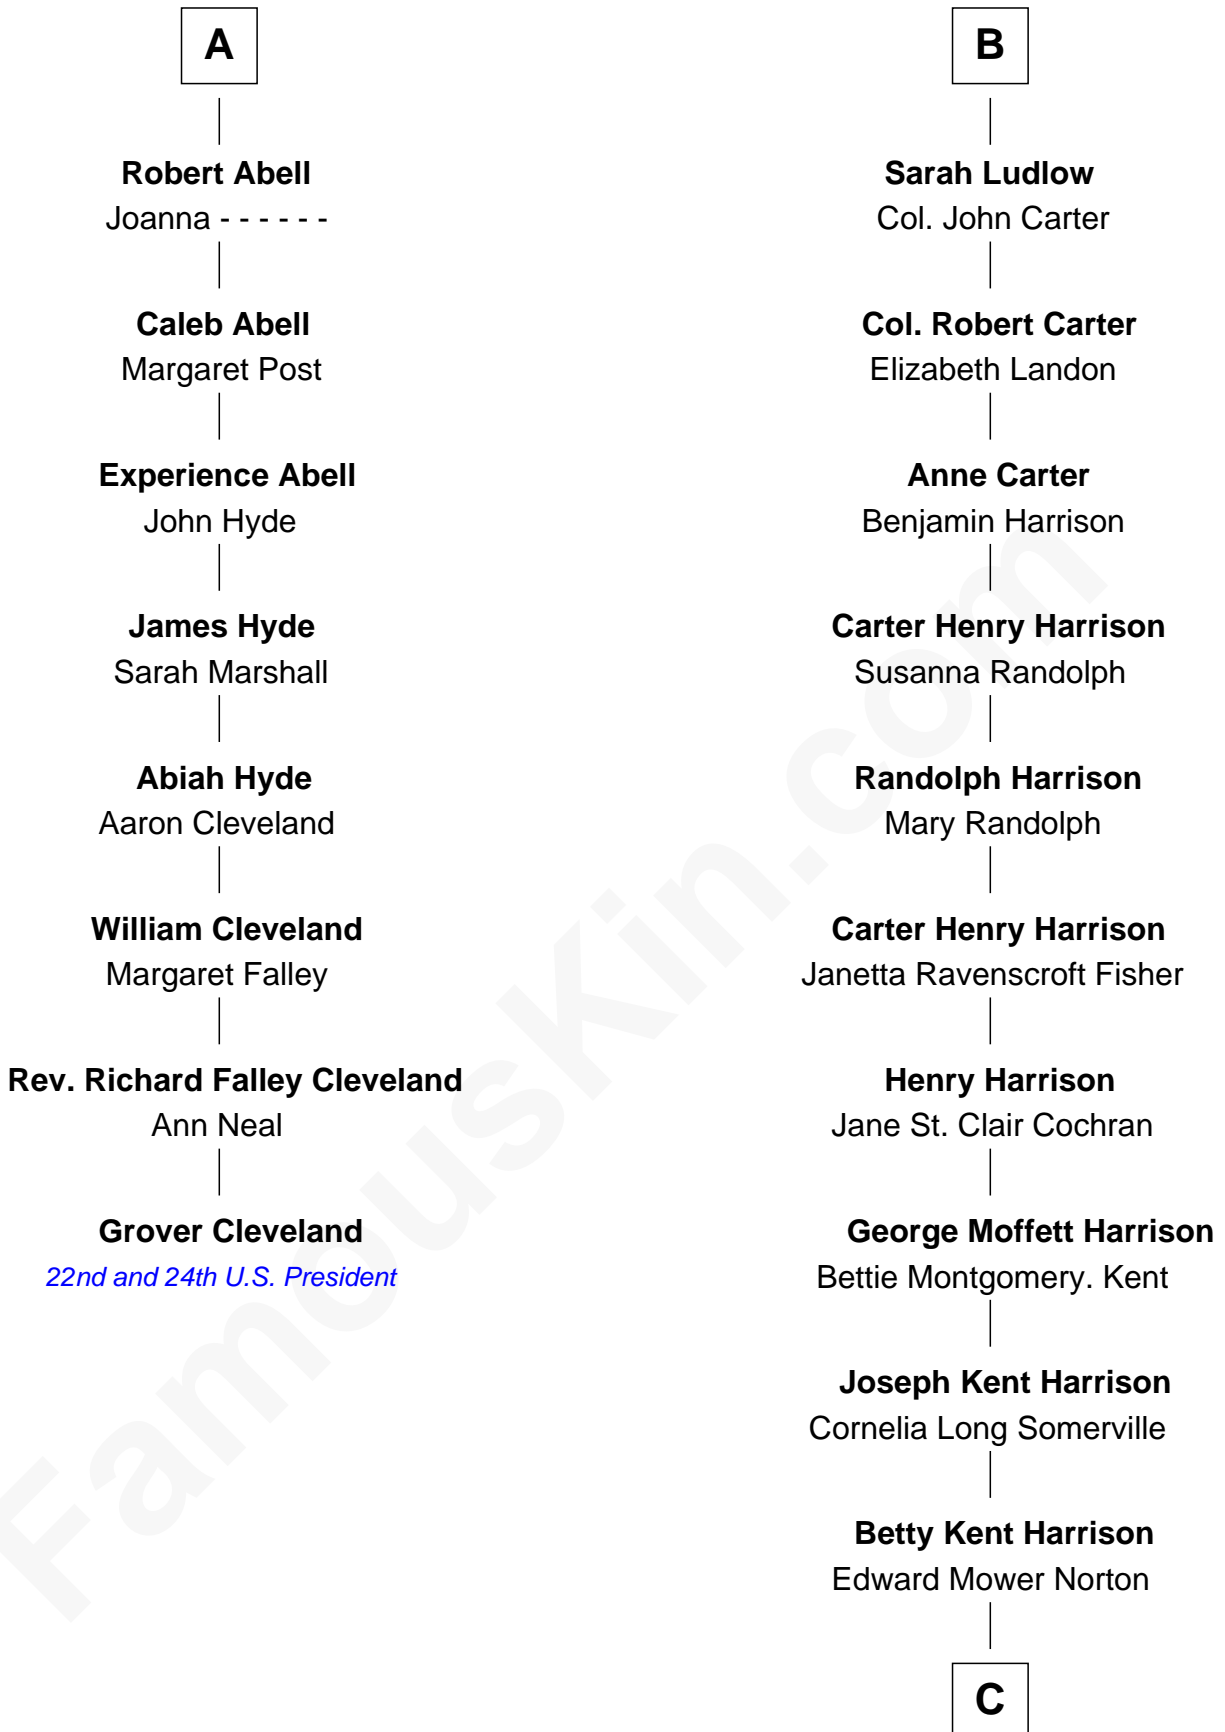 A
Robert Abell
Joanna - - - - - -
Caleb Abell
Margaret Post
Experience Abell
John Hyde
James Hyde
Sarah Marshall
Abiah Hyde
Aaron Cleveland
William Cleveland
Margaret Falley
Rev. Richard Falley Cleveland
Ann Neal
Grover Cleveland
22nd and 24th U.S. President
B
Sarah Ludlow
Col. John Carter
Col. Robert Carter
Elizabeth Landon
Anne Carter
Benjamin Harrison
Carter Henry Harrison
Susanna Randolph
Randolph Harrison
Mary Randolph
Carter Henry Harrison
Janetta Ravenscroft Fisher
Henry Harrison
Jane St. Clair Cochran
George Moffett Harrison
Bettie Montgomery. Kent
Joseph Kent Harrison
Cornelia Long Somerville
Betty Kent Harrison
Edward Mower Norton
C
FamousKin.com